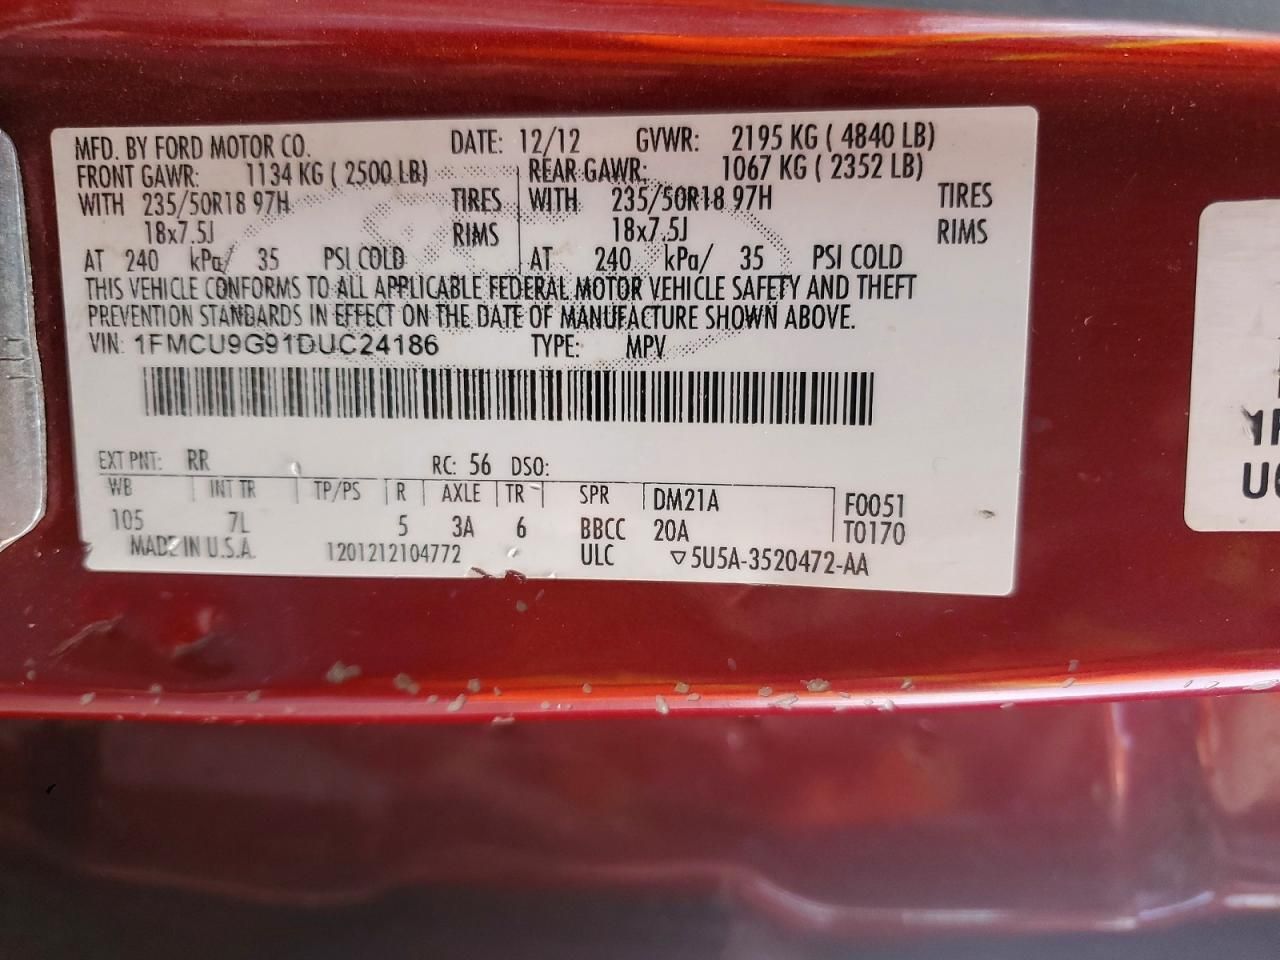 MFD. BY FORD MOTOR CO. DATE: 12/12 GVWR: 2195 KG ( 4840 LB)
FRONT GAWR: 1134 KG ( 2500 LB) REAR GAWR: 1067 KG ( 2352 LB)
WITH 235/50R18 97H TIRES WITH 235/50R18 97H TIRES
18x7.5J RIMS 18x7.5J RIMS
AT 240 kPa/ 35 PSI COLD AT 240 kPa/ 35 PSI COLD
THIS VEHICLE CONFORMS TO ALL APPLICABLE FEDERAL MOTOR VEHICLE SAFETY AND THEFT
PREVENTION STANDARDS IN EFFECT ON THE DATE OF MANUFACTURE SHOWN ABOVE.
VIN: 1FMCU9G91DUC24186 TYPE: MPV
EXT PNT: RR RC: 56 DSO:
WB INT TR TP/PS R AXLE TR SPR DM21A F0051
105 7L 5 3A 6 BBCC 20A T0170
MADE IN U.S.A. 1201212104772 ULC ▽5U5A-3520472-AA